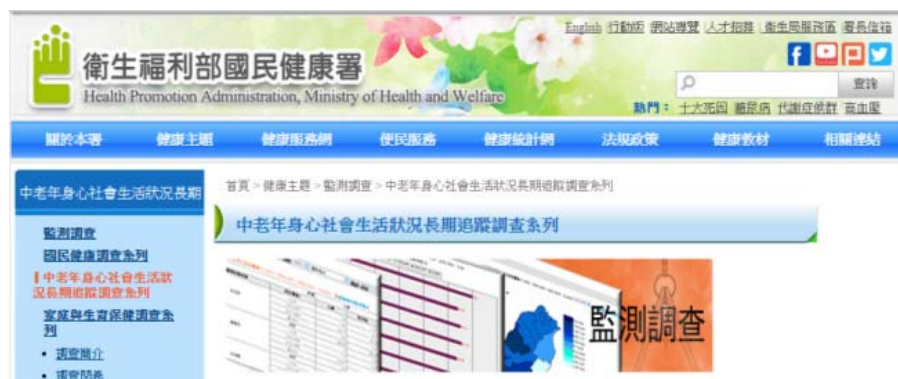 English 行動版 網站導覽 人才招募 衛生局服務區 署長信箱
衛生福利部國民健康署
Health Promotion Administration, Ministry of Health and Welfare
查詢
熱門： 十大死因 糖尿病 代謝症候群 高血壓
關於本署 健康主題 健康服務網 便民服務 健康統計網 法規政策 健康教材 相關連結
中老年身心社會生活狀況長期
首頁 > 健康主題 > 監測調查 > 中老年身心社會生活狀況長期追蹤調查系列
中老年身心社會生活狀況長期追蹤調查系列
監測調查
國民健康調查系列
中老年身心社會生活狀
況長期追蹤調查系列
家庭與生育保健調查系
列
• 調查簡介
• 調查問卷
監測調查